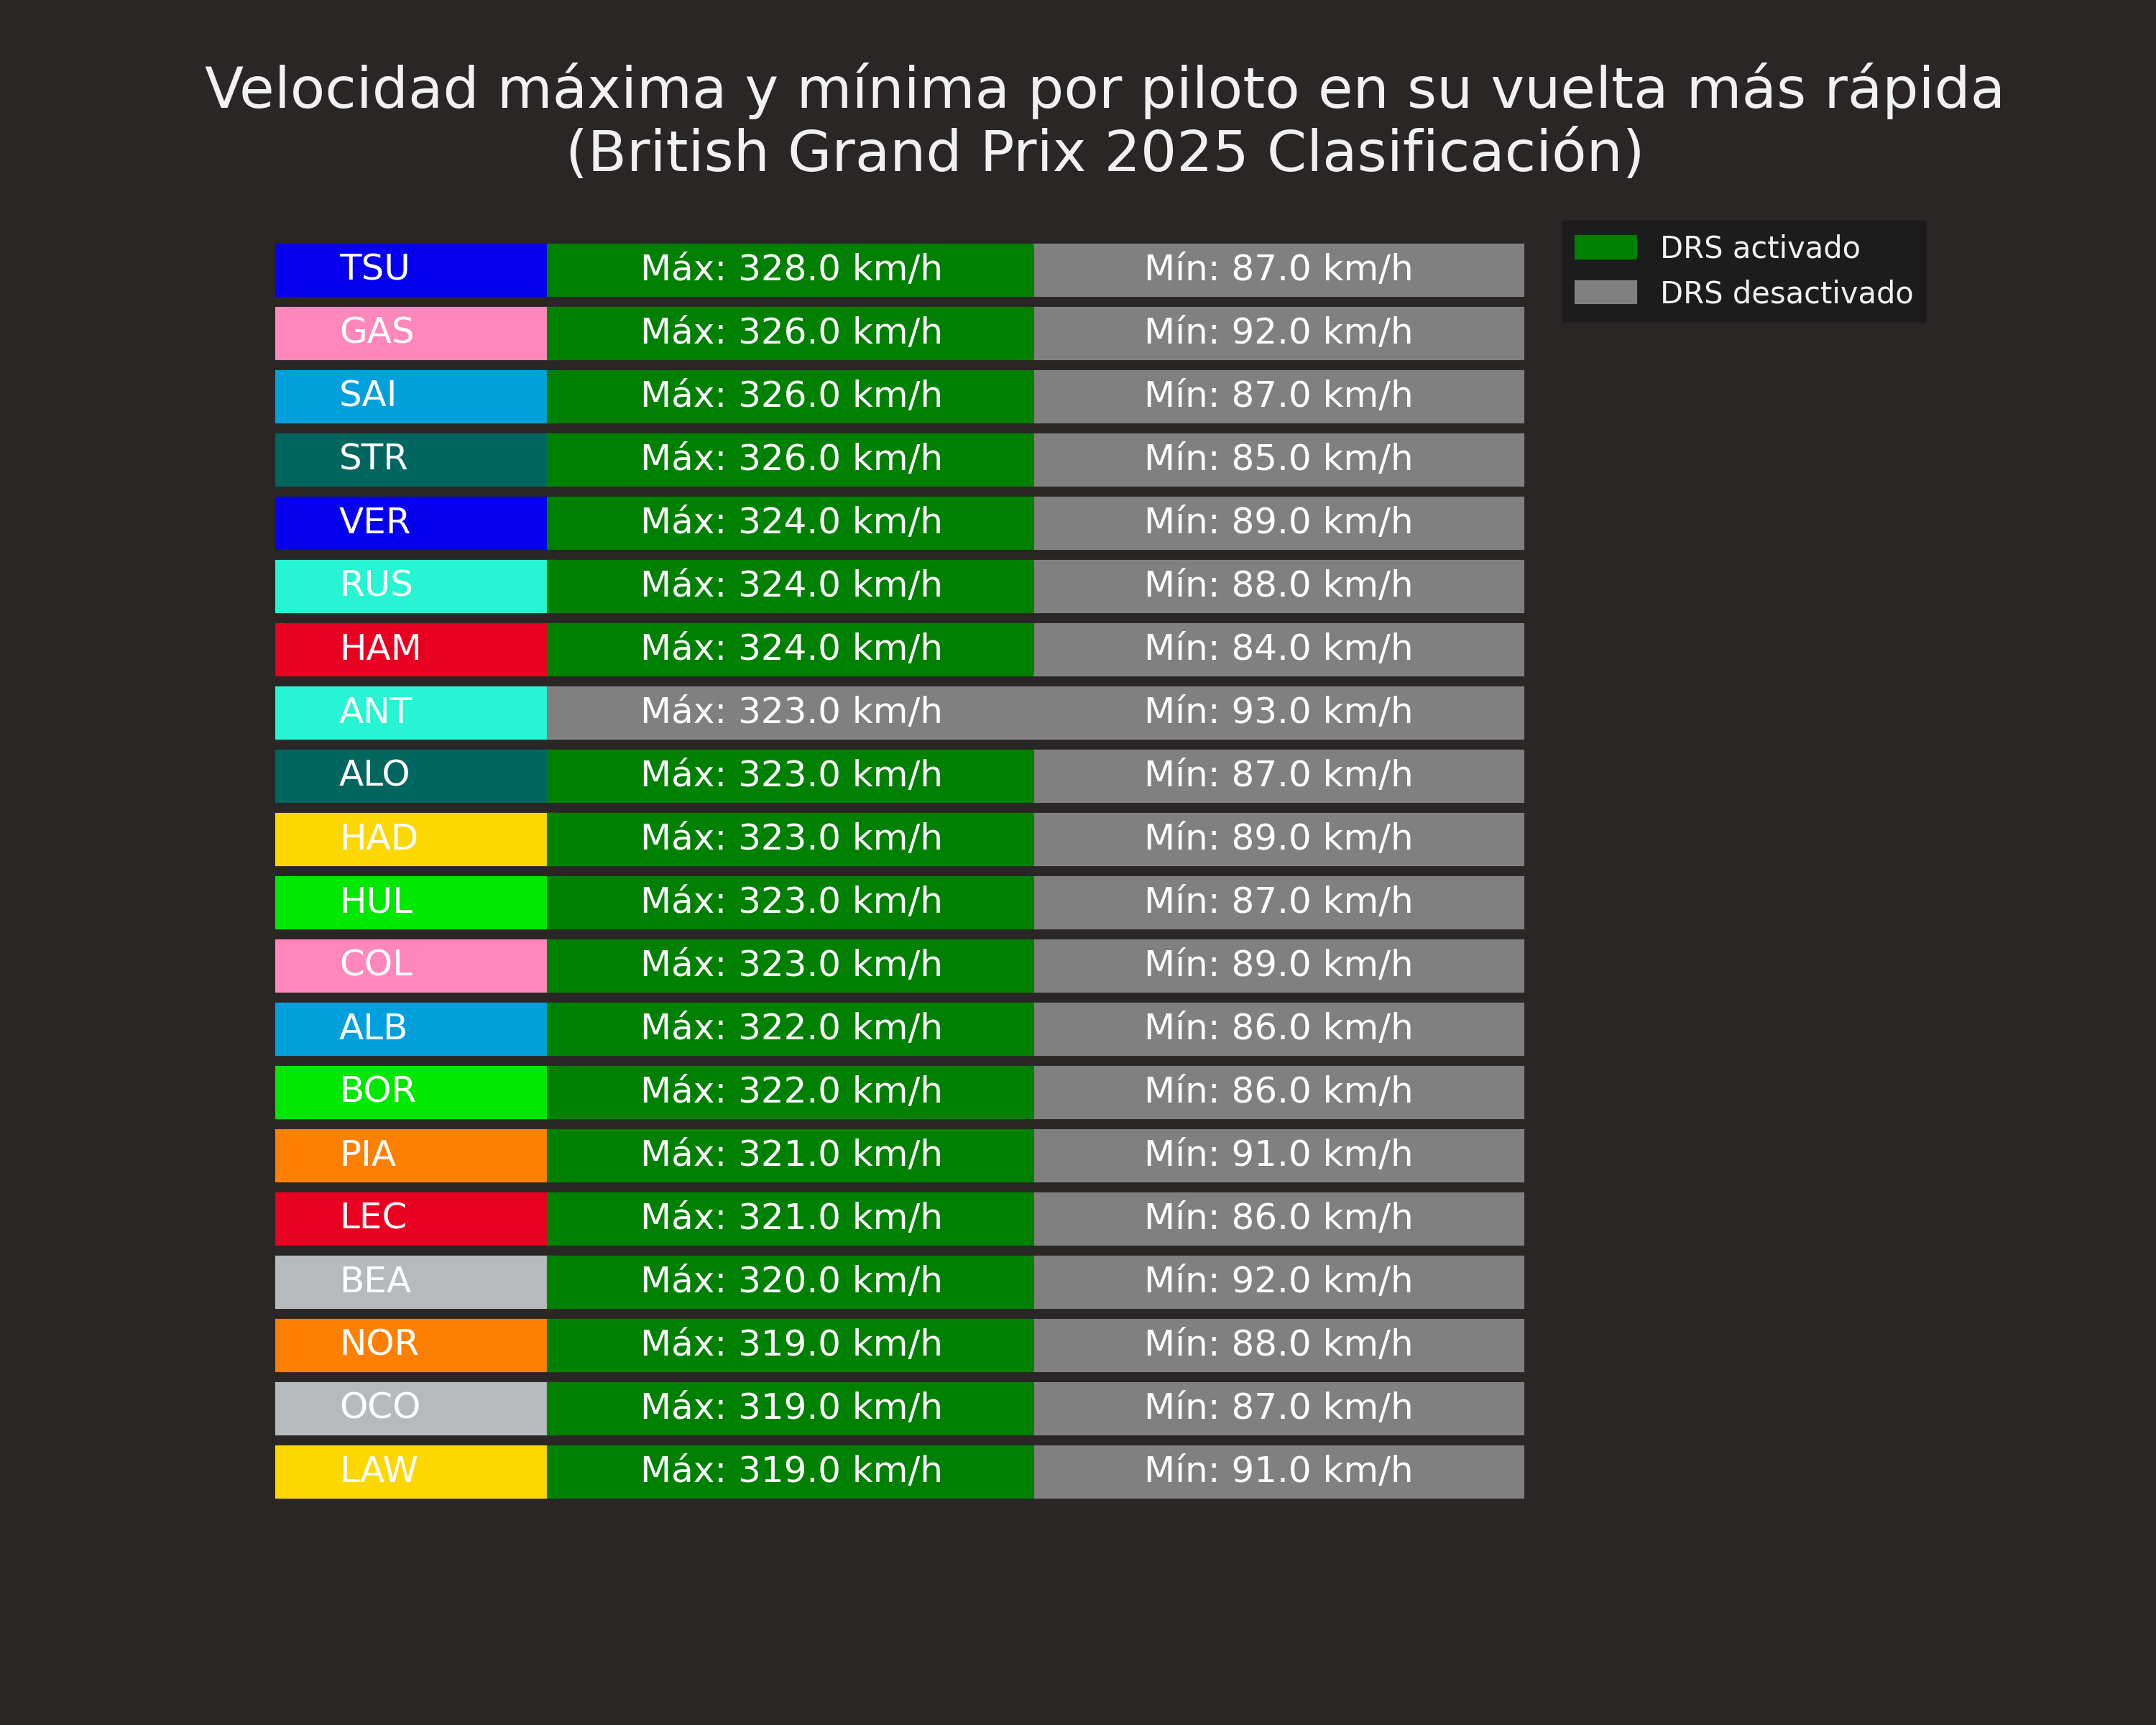 Velocidad máxima y mínima por piloto en su vuelta más rápida
(British Grand Prix 2025 Clasificación)
DRS activado
DRS desactivado
TSU Máx: 328.0 km/h Mín: 87.0 km/h
GAS Máx: 326.0 km/h Mín: 92.0 km/h
SAI Máx: 326.0 km/h Mín: 87.0 km/h
STR Máx: 326.0 km/h Mín: 85.0 km/h
VER Máx: 324.0 km/h Mín: 89.0 km/h
RUS Máx: 324.0 km/h Mín: 88.0 km/h
HAM Máx: 324.0 km/h Mín: 84.0 km/h
ANT Máx: 323.0 km/h Mín: 93.0 km/h
ALO Máx: 323.0 km/h Mín: 87.0 km/h
HAD Máx: 323.0 km/h Mín: 89.0 km/h
HUL Máx: 323.0 km/h Mín: 87.0 km/h
COL Máx: 323.0 km/h Mín: 89.0 km/h
ALB Máx: 322.0 km/h Mín: 86.0 km/h
BOR Máx: 322.0 km/h Mín: 86.0 km/h
PIA Máx: 321.0 km/h Mín: 91.0 km/h
LEC Máx: 321.0 km/h Mín: 86.0 km/h
BEA Máx: 320.0 km/h Mín: 92.0 km/h
NOR Máx: 319.0 km/h Mín: 88.0 km/h
OCO Máx: 319.0 km/h Mín: 87.0 km/h
LAW Máx: 319.0 km/h Mín: 91.0 km/h